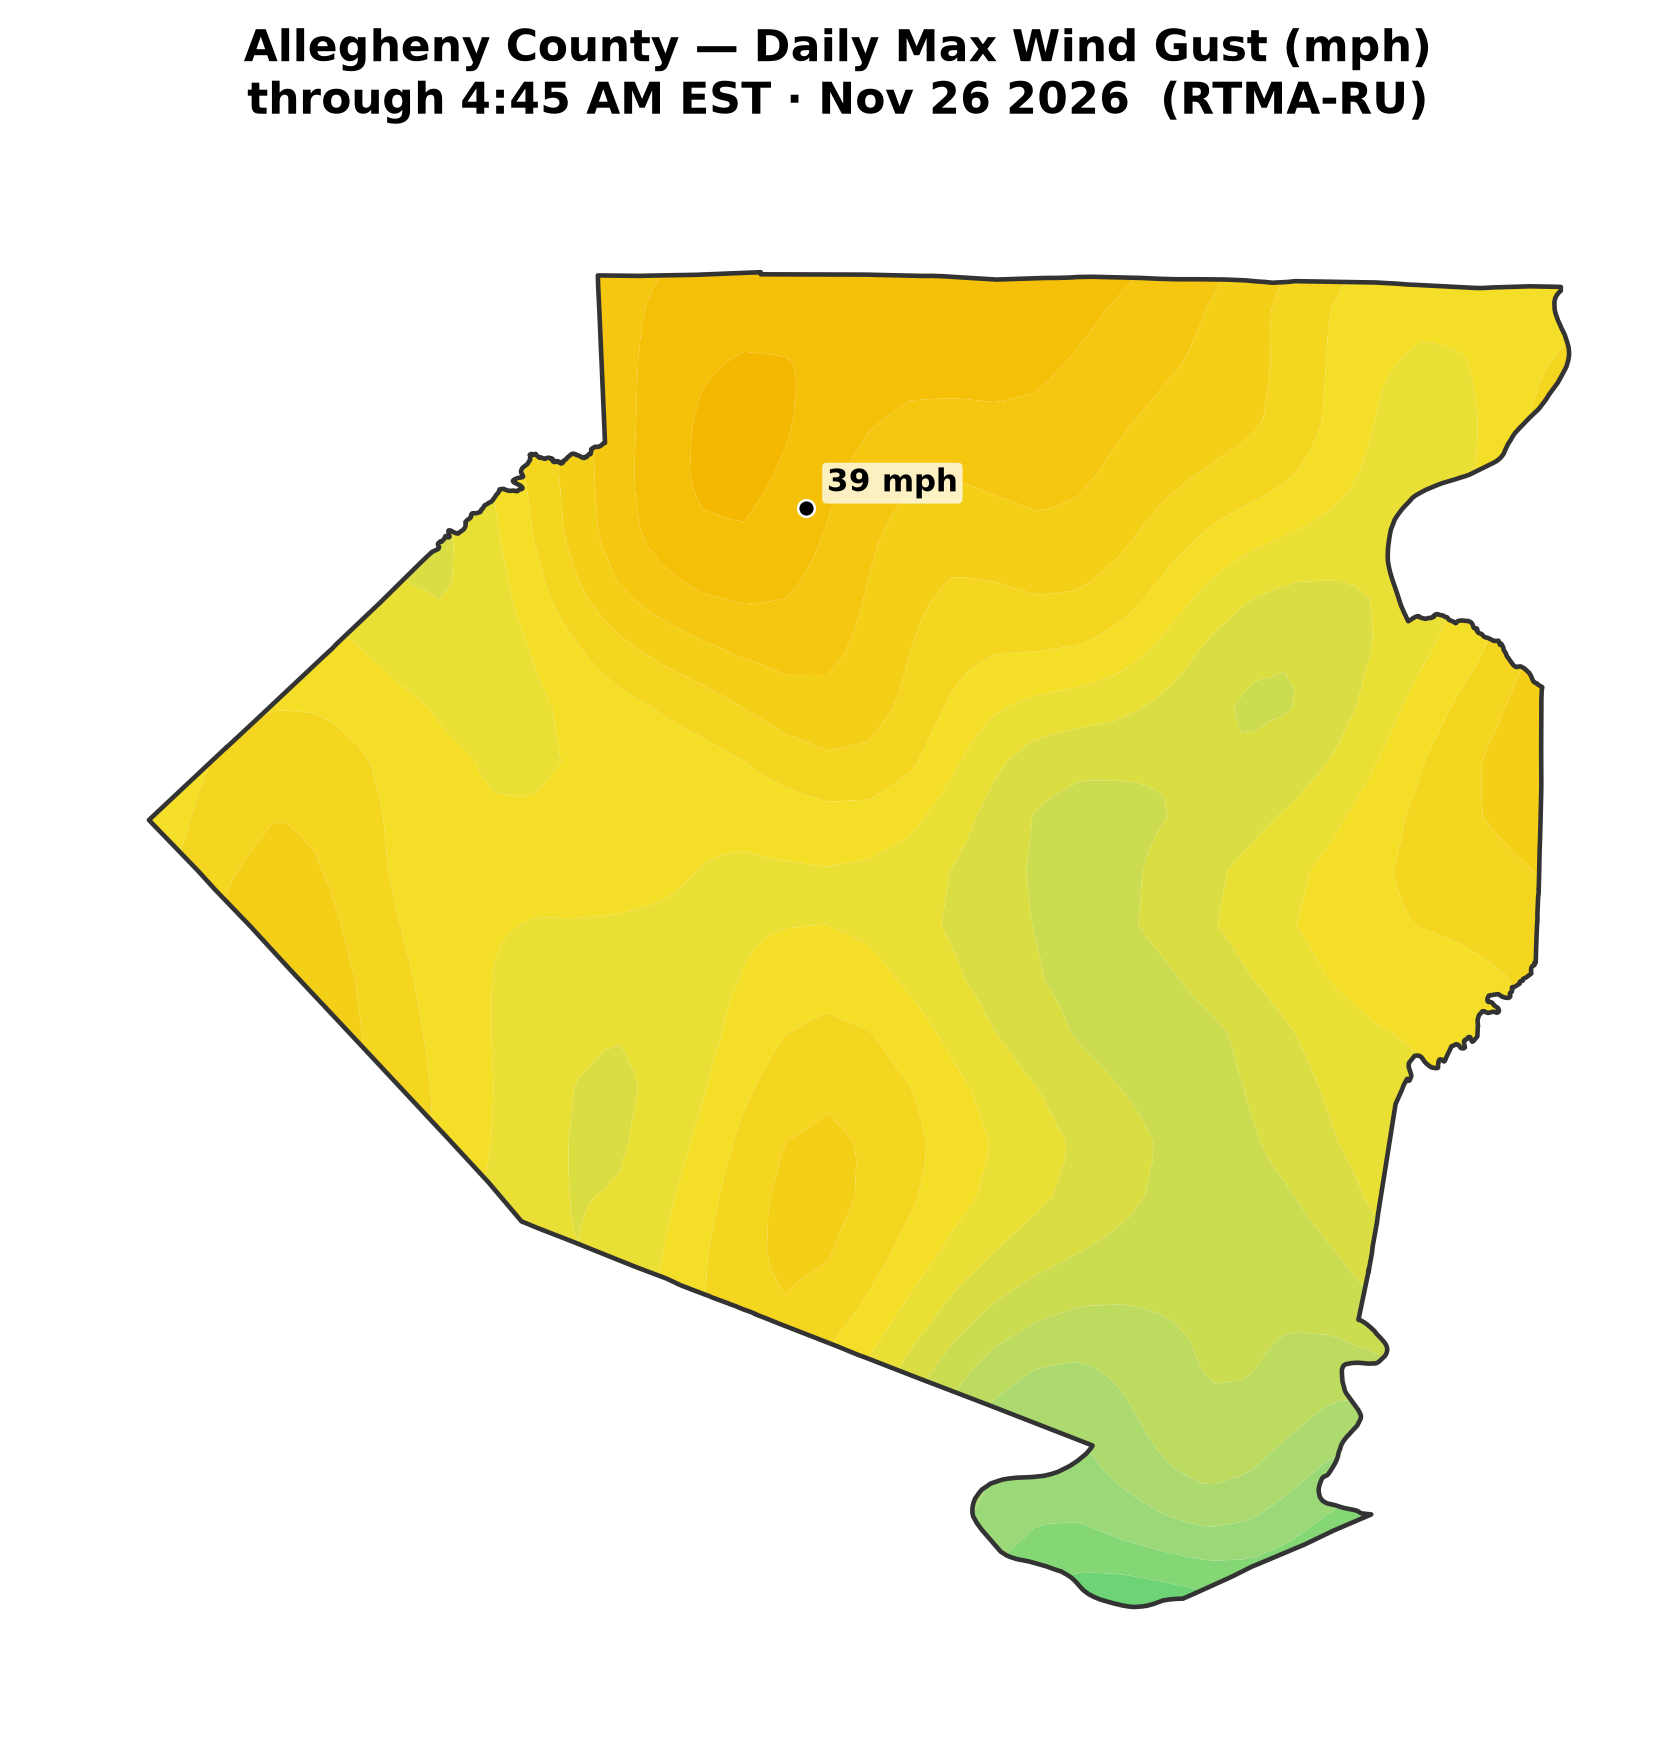 Allegheny County — Daily Max Wind Gust (mph)
through 4:45 AM EST · Nov 26 2026 (RTMA-RU)
39 mph